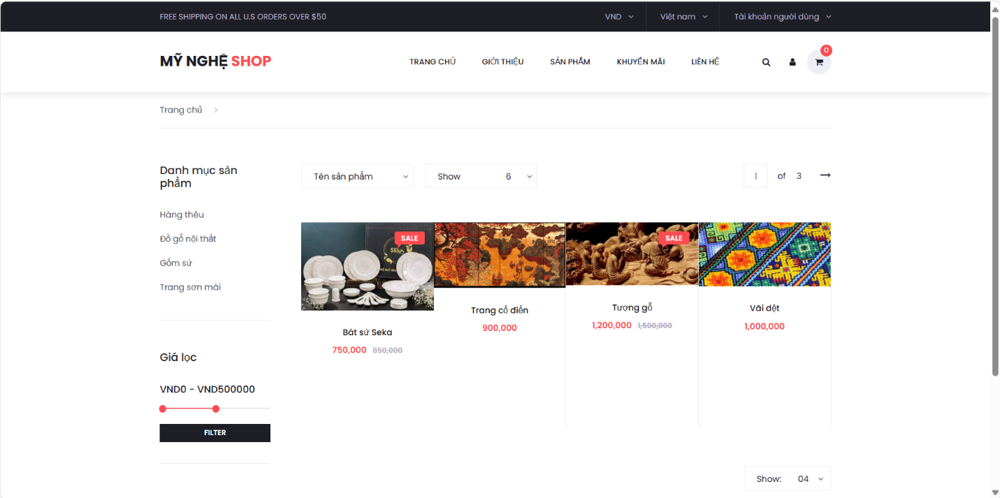 FREE SHIPPING ON ALL U.S ORDERS OVER $50
VND
Việt nam
Tài khoản người dùng
MỸ NGHỆ SHOP
TRANG CHỦ
GIỚI THIỆU
SẢN PHẨM
KHUYẾN MÃI
LIÊN HỆ
0
Trang chủ
Danh mục sản
phẩm
Hàng thêu
Đồ gỗ nội thất
Gốm sứ
Trang sơn mài
Giá lọc
VND0 - VND500000
FILTER
Tên sản phẩm
Show 6
1 of 3
SALE
SEKA
Bát sứ Seka
750,000 850,000
Trang cổ điển
900,000
SALE
Tượng gỗ
1,200,000 1,500,000
Vãi dệt
1,000,000
Show: 04